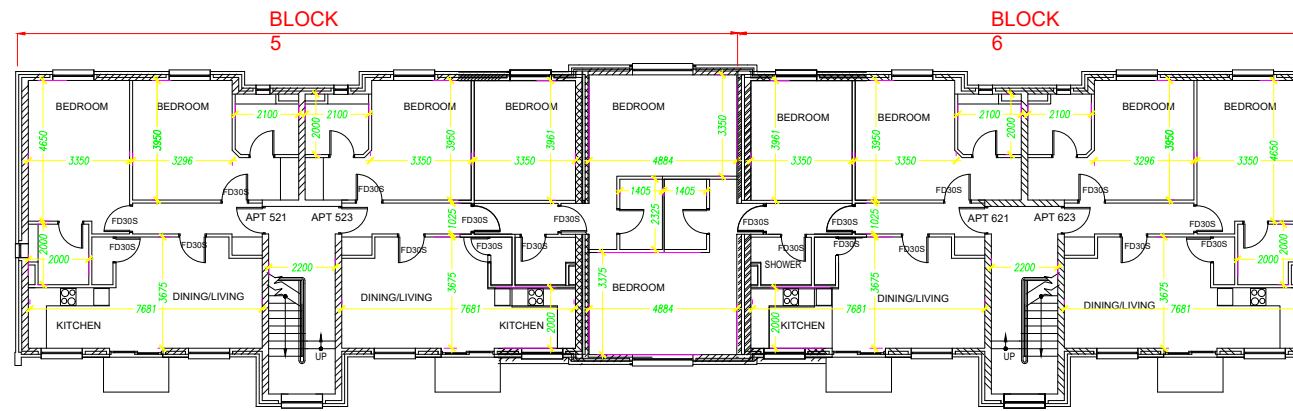 BLOCK
5
BLOCK
6
BEDROOM
BEDROOM
BEDROOM
BEDROOM
BEDROOM
BEDROOM
BEDROOM
BEDROOM
BEDROOM
4650
3950
2100
2100
2000
3950
3961
3350
3961
3950
2100
2100
2000
3950
4650
3350
3296
3350
3350
4884
3350
3350
3296
3350
1405
1405
2325
FD30S
FD30S
FD30S
FD30S
APT 521
APT 523
APT 621
APT 623
FD30S
1025
FD30S
FD30S
FD30S
1025
FD30S
2000
FD30S
FD30S
FD30S
FD30S
FD30S
FD30S
FD30S
FD30S
FD30S
FD30S
2000
2000
3675
2200
3675
3375
SHOWER
3675
2200
3675
2000
DINING/LIVING
DINING/LIVING
BEDROOM
DINING/LIVING
DINING/LIVING
7681
7681
4884
7681
7681
KITCHEN
KITCHEN
2000
2000
KITCHEN
UP
UP